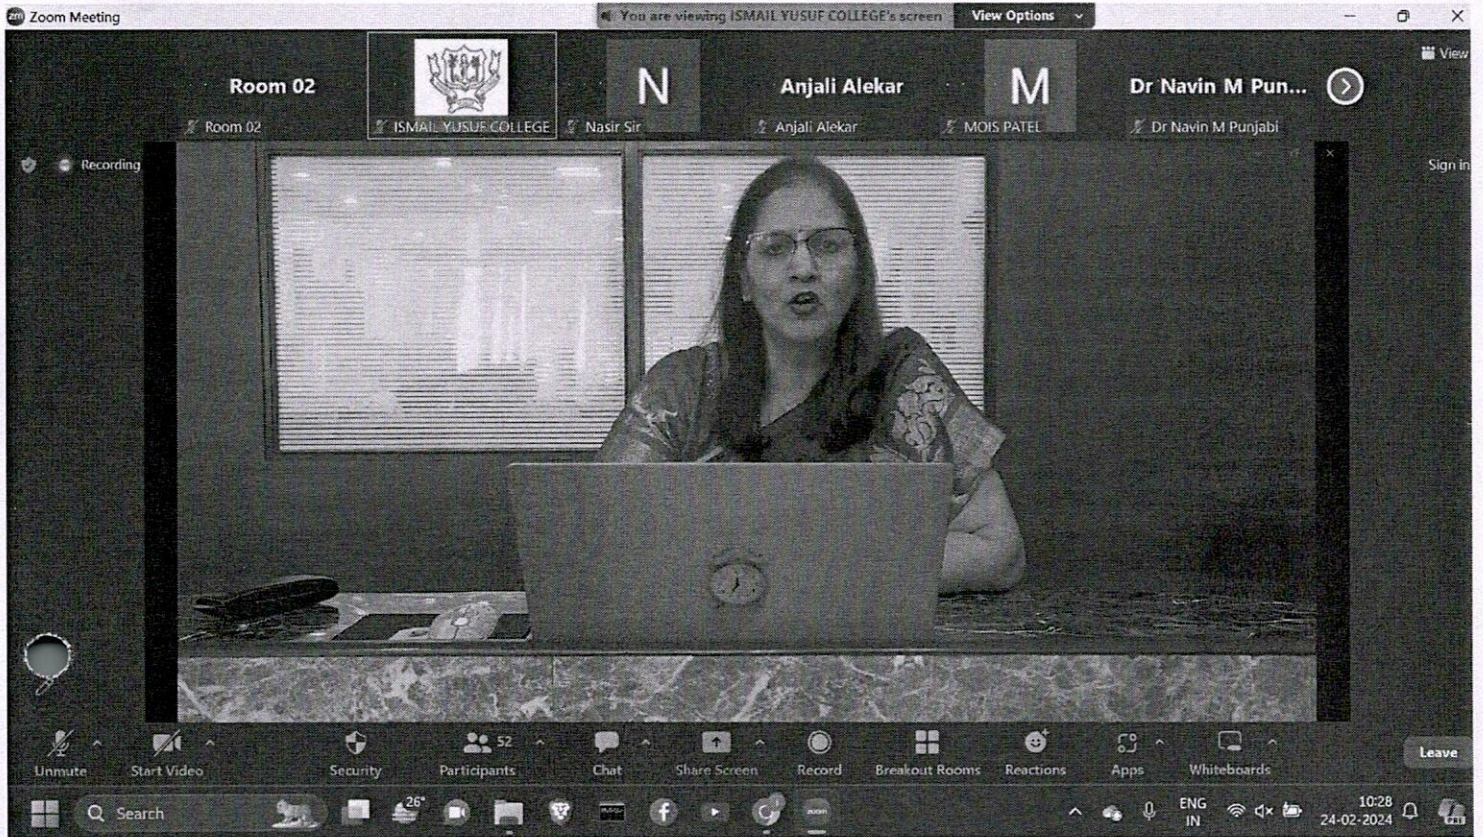 zm Zoom Meeting
You are viewing ISMAIL YUSUF COLLEGE's screen View Options
View
Room 02
N
Anjali Alekar
M
Dr Navin M Pun...
Room 02
ISMAIL YUSUF COLLEGE
Nasir Sir
Anjali Alekar
MOIS PATEL
Dr Navin M Punjabi
Recording
Sign in
Unmute
Start Video
Security
52
Participants
Chat
Share Screen
Record
Breakout Rooms
Reactions
Apps
Whiteboards
Leave
Search
26°
zoom
ENG
IN
10:28
24-02-2024
PRE